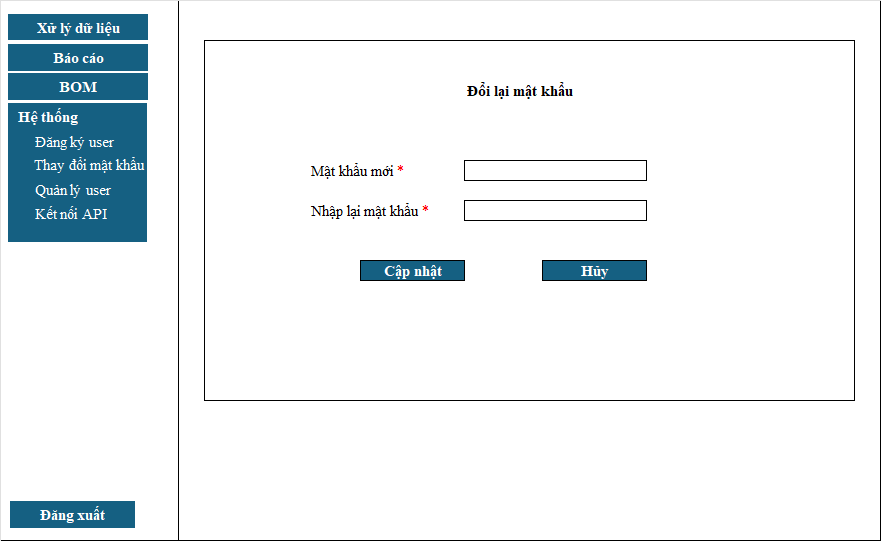 Xử lý dữ liệu
Báo cáo
BOM
Hệ thống
Đăng ký user
Thay đổi mật khẩu
Quản lý user
Kết nối API
Đăng xuất
Đổi lại mật khẩu
Mật khẩu mới *
Nhập lại mật khẩu *
Cập nhật
Hủy